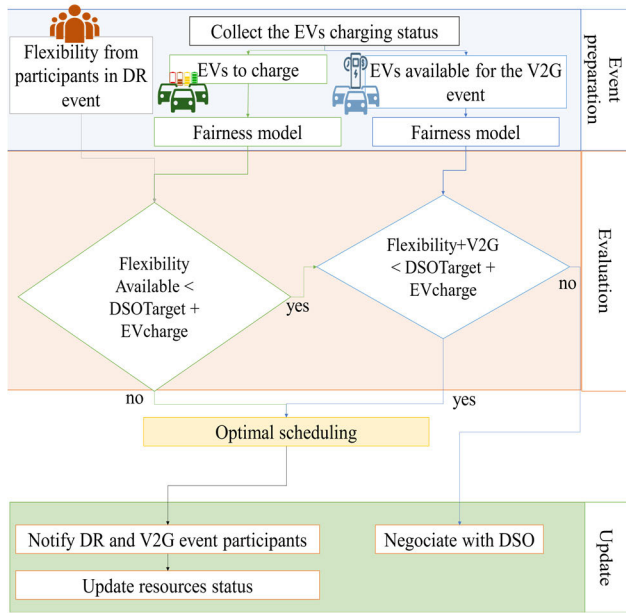 Collect the EVs charging status
Flexibility from
participants in DR
event
EVs to charge
EVs available for the V2G
event
Fairness model
Fairness model
Event
preparation
Flexibility
Available <
DSOTarget +
EVcharge
yes
Flexibility+V2G
< DSOTarget +
EVcharge
no
Evaluation
no
yes
Optimal scheduling
Notify DR and V2G event participants
Negotiate with DSO
Update resources status
Update